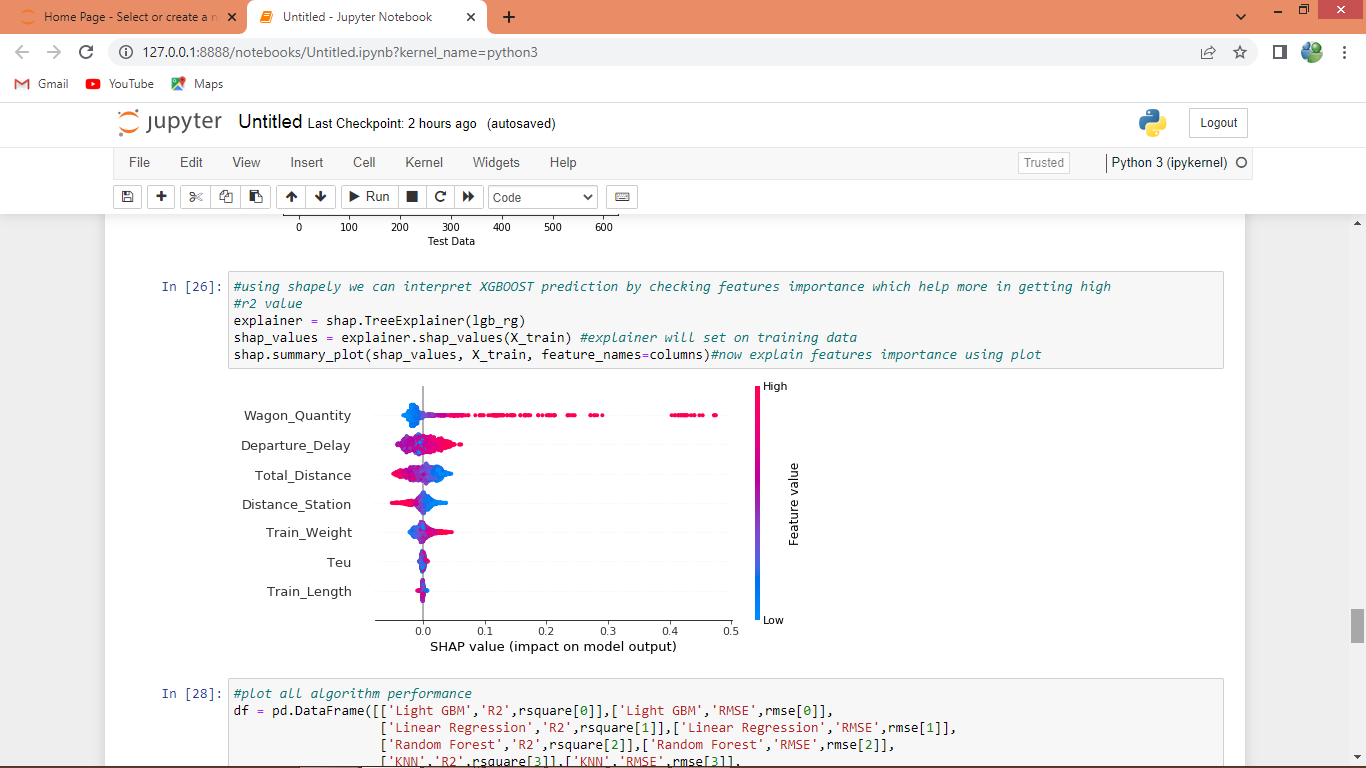 Home Page - Select or create a n
Untitled - Jupyter Notebook
127.0.0.1:8888/notebooks/Untitled.ipynb?kernel_name=python3
Gmail YouTube Maps
jupyter Untitled Last Checkpoint: 2 hours ago (autosaved)
Logout
File Edit View Insert Cell Kernel Widgets Help
Trusted Python 3 (ipykernel)
Run Code
0 100 200 300 400 500 600
Test Data
In [26]:
#using shapely we can interpret XGBOOST prediction by checking features importance which help more in getting high
#r2 value
explainer = shap.TreeExplainer(lgb_rg)
shap_values = explainer.shap_values(X_train) #explainer will set on training data
shap.summary_plot(shap_values, X_train, feature_names=columns)#now explain features importance using plot
High
Wagon_Quantity
Departure_Delay
Total_Distance
Distance_Station
Train_Weight
Teu
Train_Length
Feature value
Low
0.0 0.1 0.2 0.3 0.4 0.5
SHAP value (impact on model output)
In [28]:
#plot all algorithm performance
df = pd.DataFrame([['Light GBM','R2',rsquare[0]],['Light GBM','RMSE',rmse[0]],
['Linear Regression','R2',rsquare[1]],['Linear Regression','RMSE',rmse[1]],
['Random Forest','R2',rsquare[2]],['Random Forest','RMSE',rmse[2]],
['KNN','R2',rsquare[3]],['KNN','RMSE',rmse[3]],